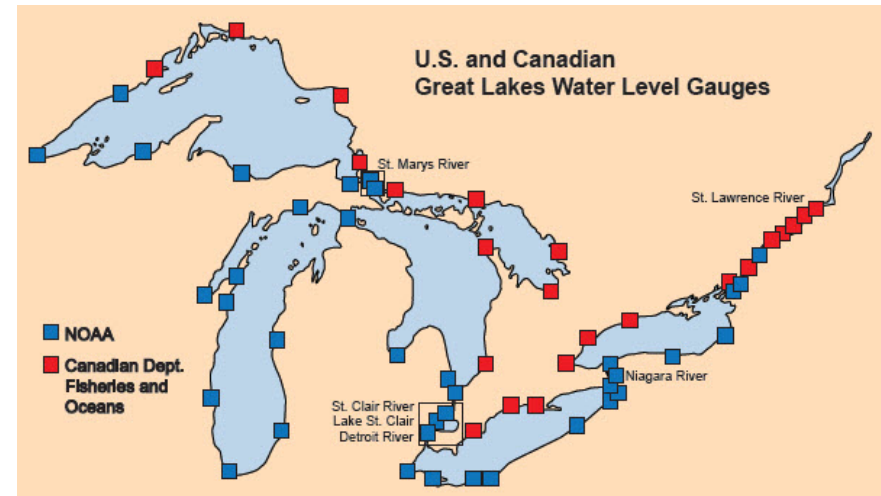 U.S. and Canadian
Great Lakes Water Level Gauges
St. Marys River
St. Lawrence River
NOAA
Canadian Dept.
Fisheries and
Oceans
Niagara River
St. Clair River
Lake St. Clair
Detroit River